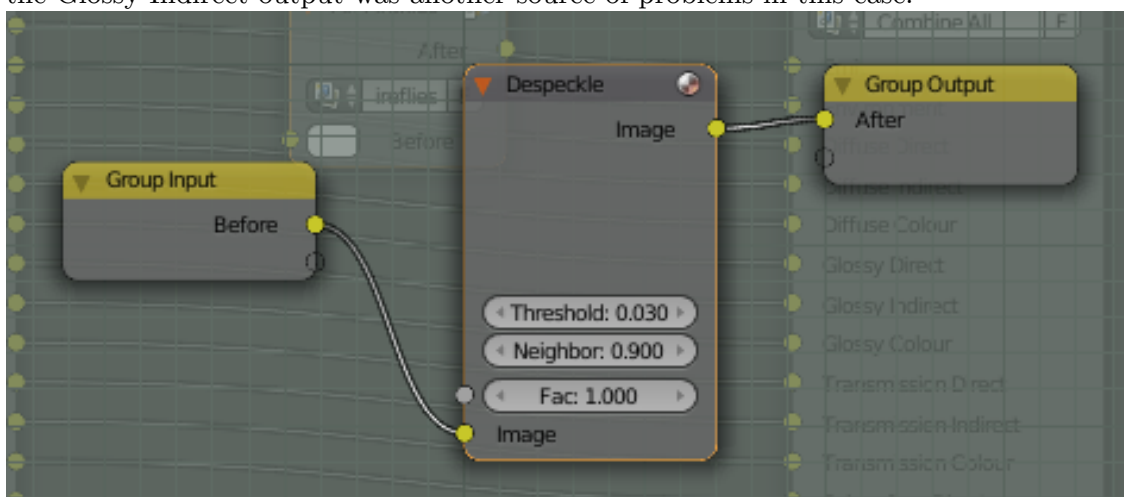 the Glossy Indirect output was another source of problems in this case.
Combine All F
After
Despeckle
Group Output
ireflies
Image
After
Before
Diffuse Direct
Group Input
Diffuse Indirect
Before
Diffuse Colour
Glossy Direct
Threshold: 0.030
Glossy Indirect
Neighbor: 0.900
Glossy Colour
Fac: 1.000
Transmission Direct
Image
Transmission Indirect
Transmission Colour